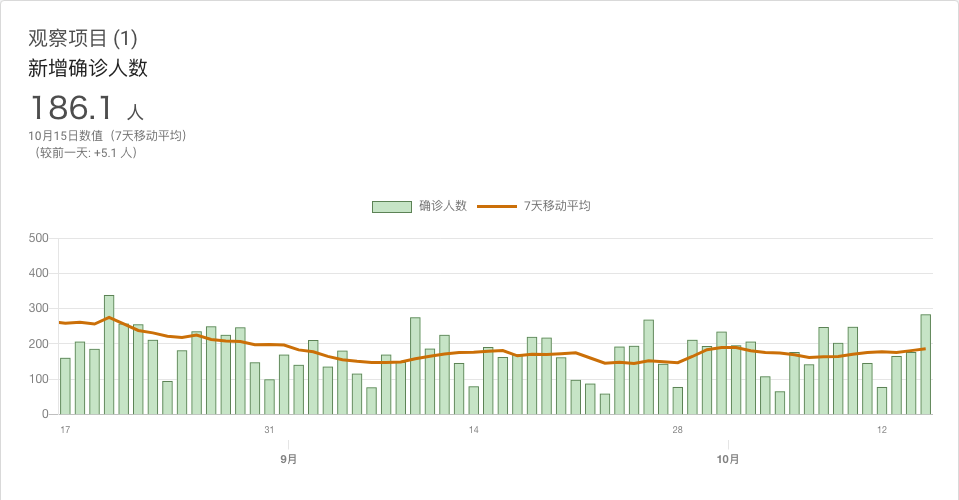 观察项目 (1)
新增确诊人数
186.1 人
10月15日数值（7天移动平均）
（较前一天: +5.1 人）
确诊人数 7天移动平均
500
400
300
200
100
0
17 31 14 28 12
9月 10月